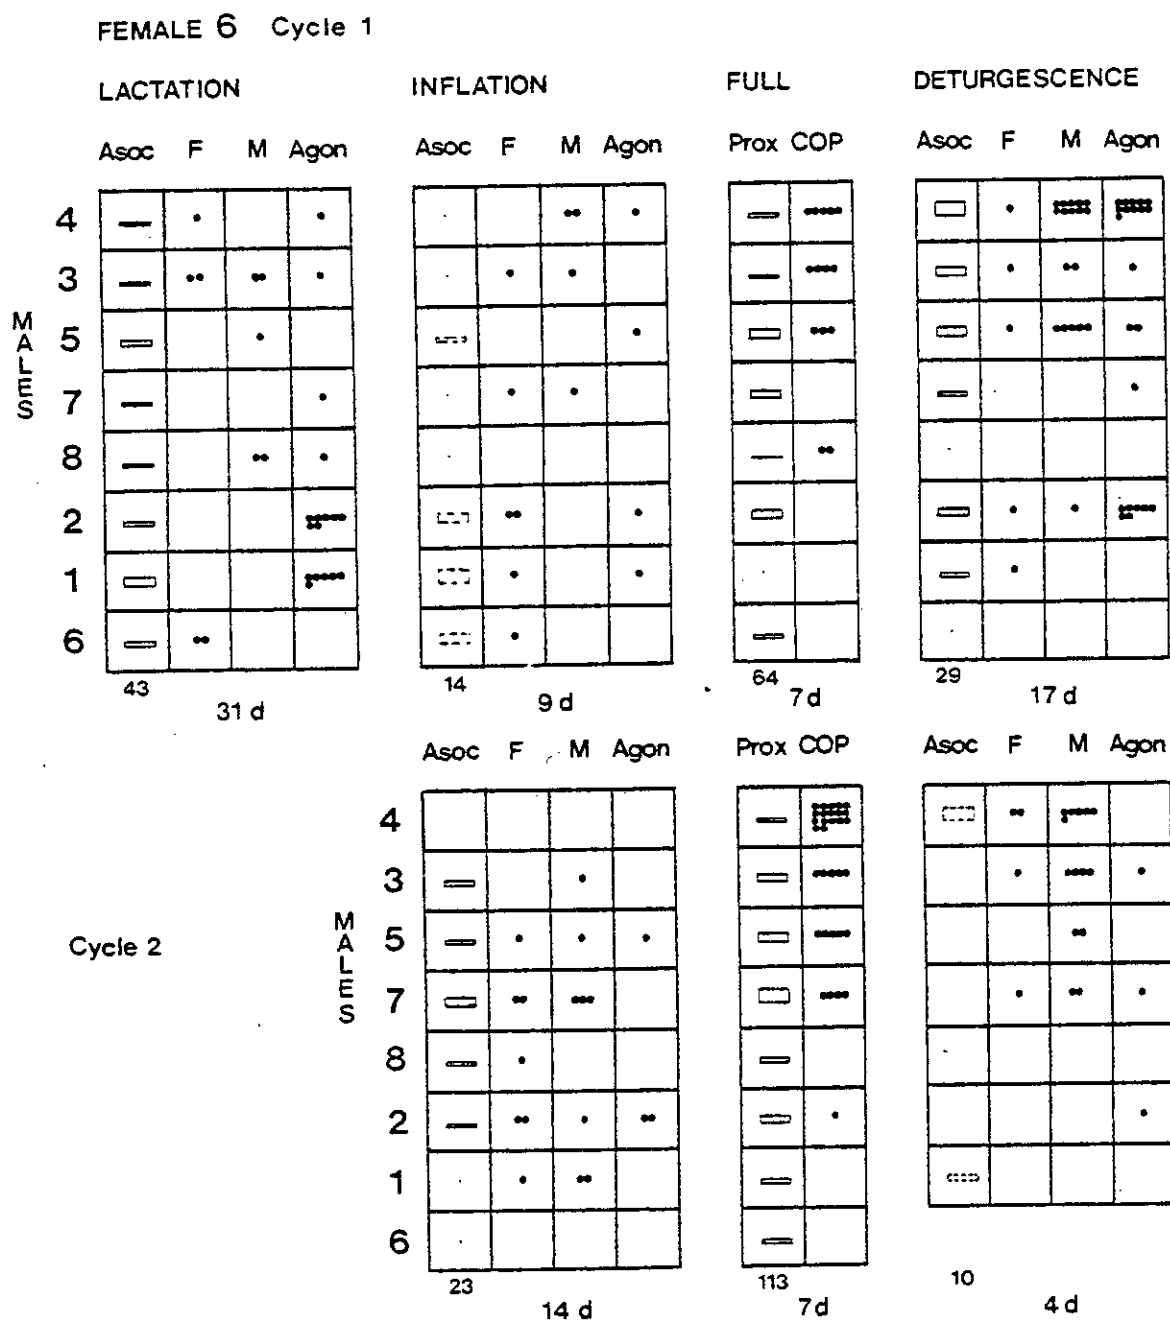 FEMALE 6 Cycle 1
LACTATION INFLATION FULL DETURGESCENCE
Asoc F M Agon Asoc F M Agon Prox COP Asoc F M Agon
MALES
4
3
5
7
8
2
1
6
43 14 64 29
31 d 9 d 7 d 17 d
Asoc F M Agon Prox COP Asoc F M Agon
Cycle 2
MALES
4
3
5
7
8
2
1
6
23 113 10
14 d 7d 4 d